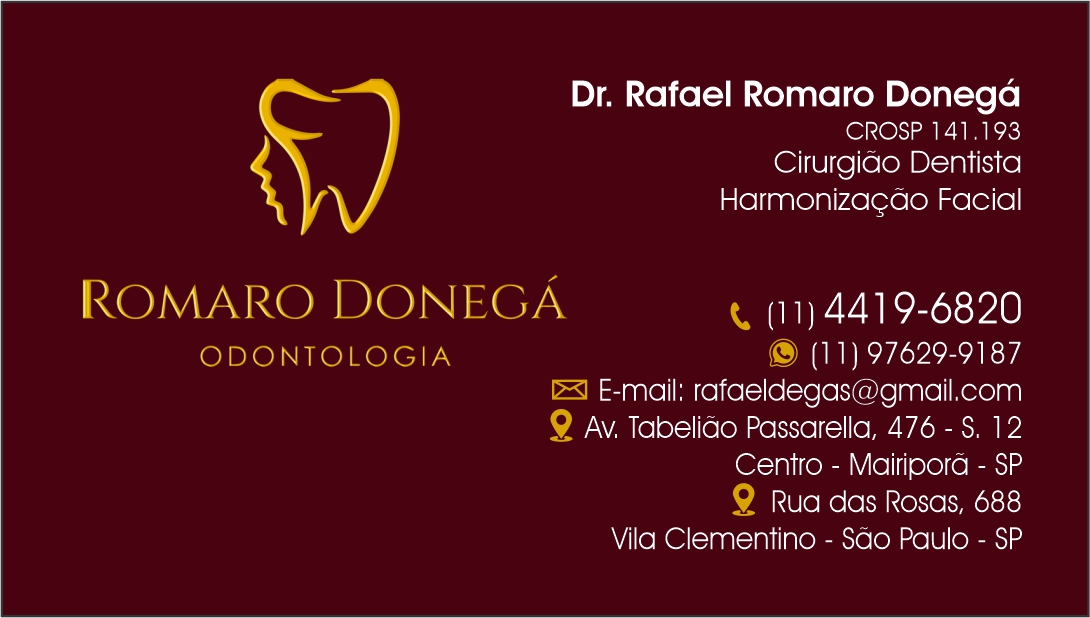 ROMARO DONEGÁ
ODONTOLOGIA
Dr. Rafael Romaro Donegá
CROSP 141.193
Cirurgião Dentista
Harmonização Facial
(11) 4419-6820
(11) 97629-9187
E-mail: rafaeldegas@gmail.com
Av. Tabelião Passarella, 476 - S. 12
Centro - Mairiporã - SP
Rua das Rosas, 688
Vila Clementino - São Paulo - SP